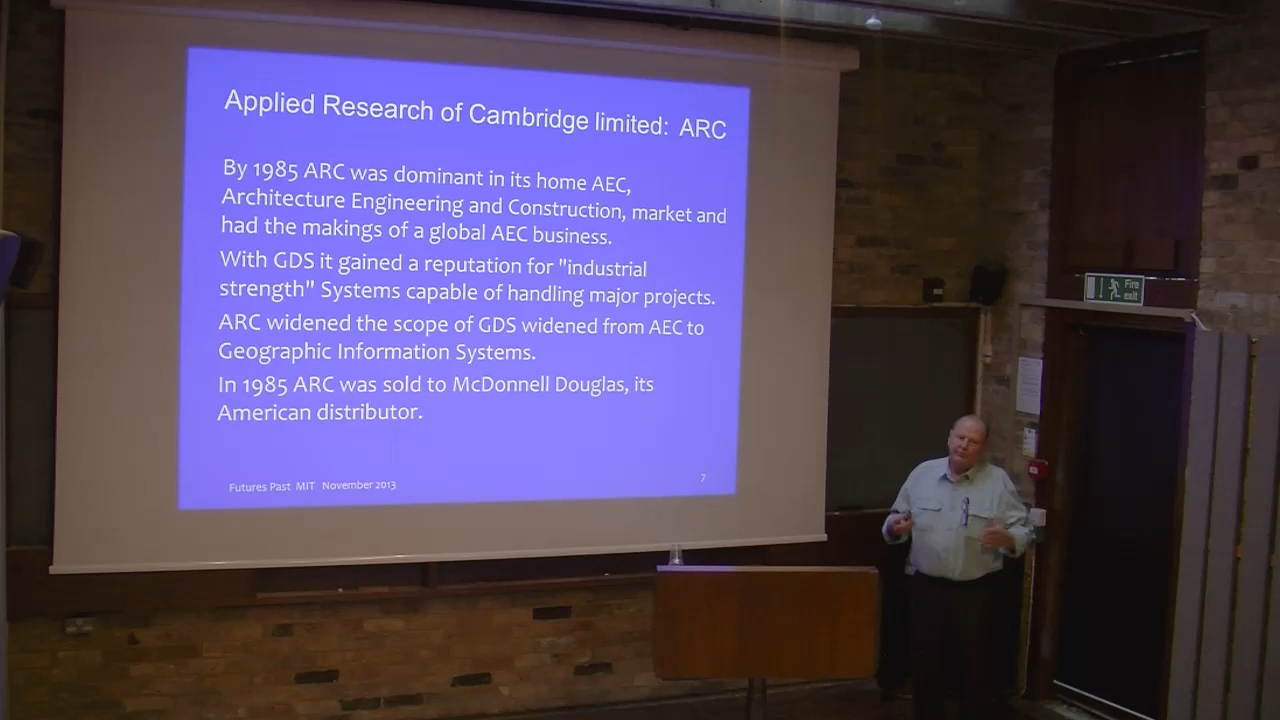 Applied Research of Cambridge limited: ARC
By 1985 ARC was dominant in its home AEC,
Architecture Engineering and Construction, market and
had the makings of a global AEC business.
With GDS it gained a reputation for "industrial
strength" Systems capable of handling major projects.
ARC widened the scope of GDS widened from AEC to
Geographic Information Systems.
In 1985 ARC was sold to McDonnell Douglas, its
American distributor.
Futures Past MIT November 2013
7
Fire
exit